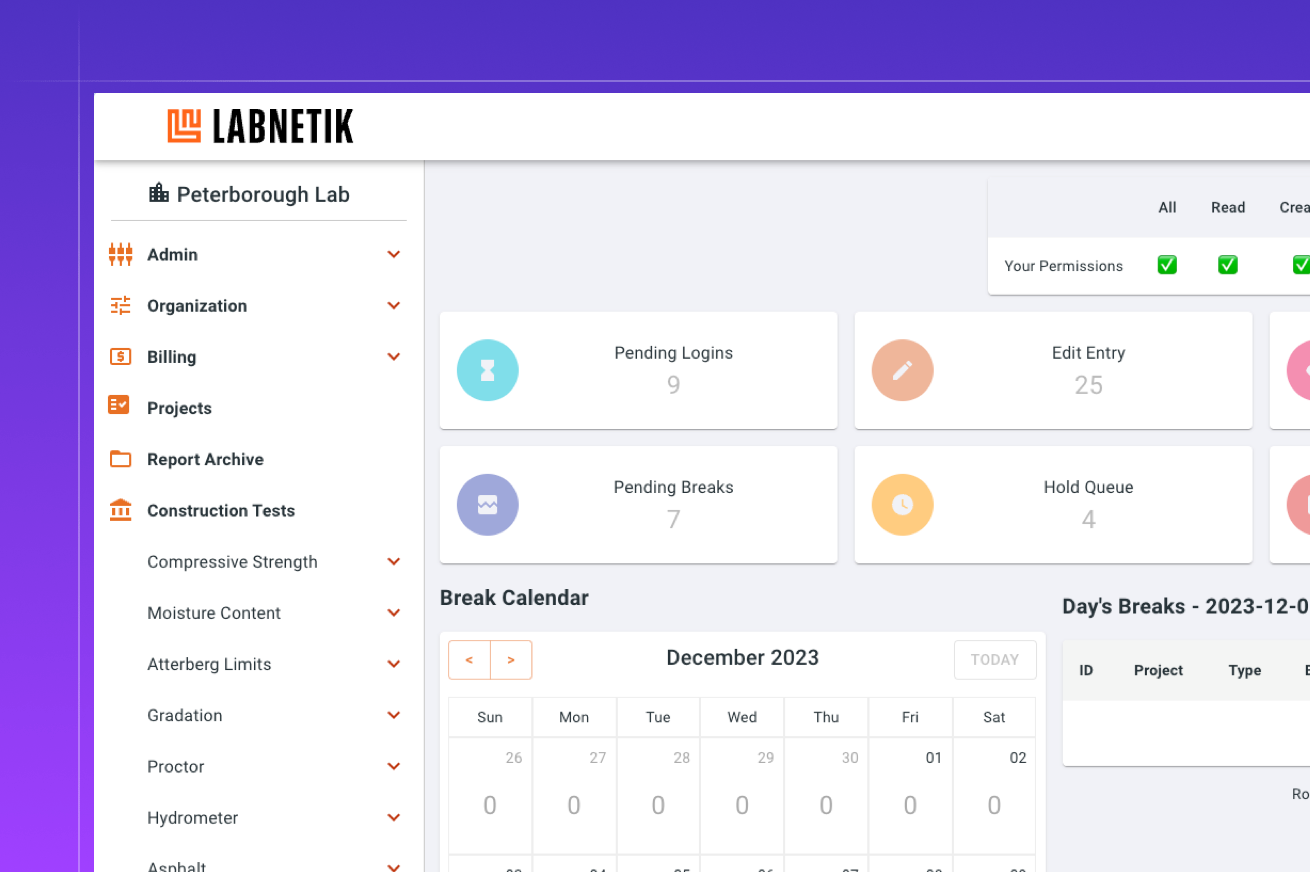 LABNETIK
Peterborough Lab
Admin
Organization
Billing
Projects
Report Archive
Construction Tests
Compressive Strength
Moisture Content
Atterberg Limits
Gradation
Proctor
Hydrometer
Asphalt
All Read Crea
Your Permissions
Pending Logins
9
Edit Entry
25
Pending Breaks
7
Hold Queue
4
Break Calendar
< >
December 2023
TODAY
Sun Mon Tue Wed Thu Fri Sat
26 27 28 29 30 01 02
0 0 0 0 0 0 0
Day's Breaks - 2023-12-0
ID Project Type
Ro